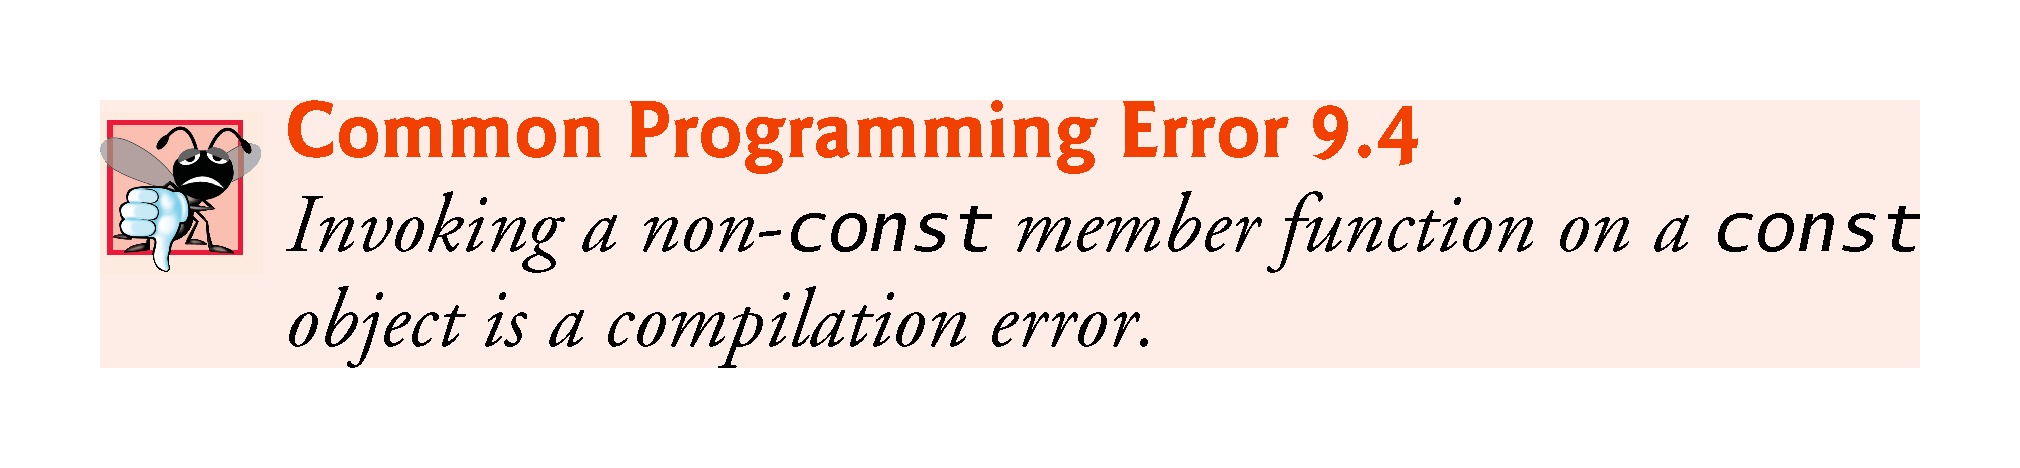 Common Programming Error 9.4
Invoking a non-const member function on a const
object is a compilation error.